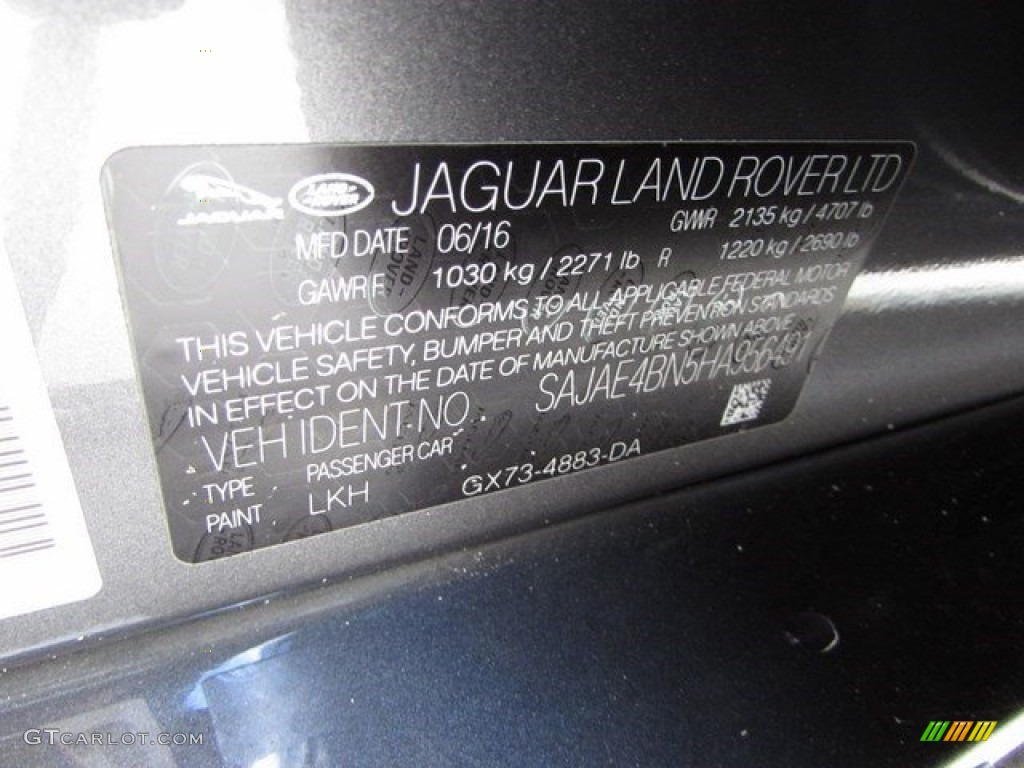 JAGUAR LAND ROVER JAGUAR LAND ROVER LTD
MFD DATE 06/16 GWR 2135 kg / 4707 lb
GAWR F 1030 kg / 2271 lb R 1220 kg / 2690 lb
THIS VEHICLE CONFORMS TO ALL APPLICABLE FEDERAL MOTOR
VEHICLE SAFETY, BUMPER AND THEFT PREVENTION STANDARDS
IN EFFECT ON THE DATE OF MANUFACTURE SHOWN ABOVE
VEH IDENT NO. SAJAE4BN5HA956491
TYPE PASSENGER CAR
PAINT LKH GX73-4883-DA
GTCARLOT.COM